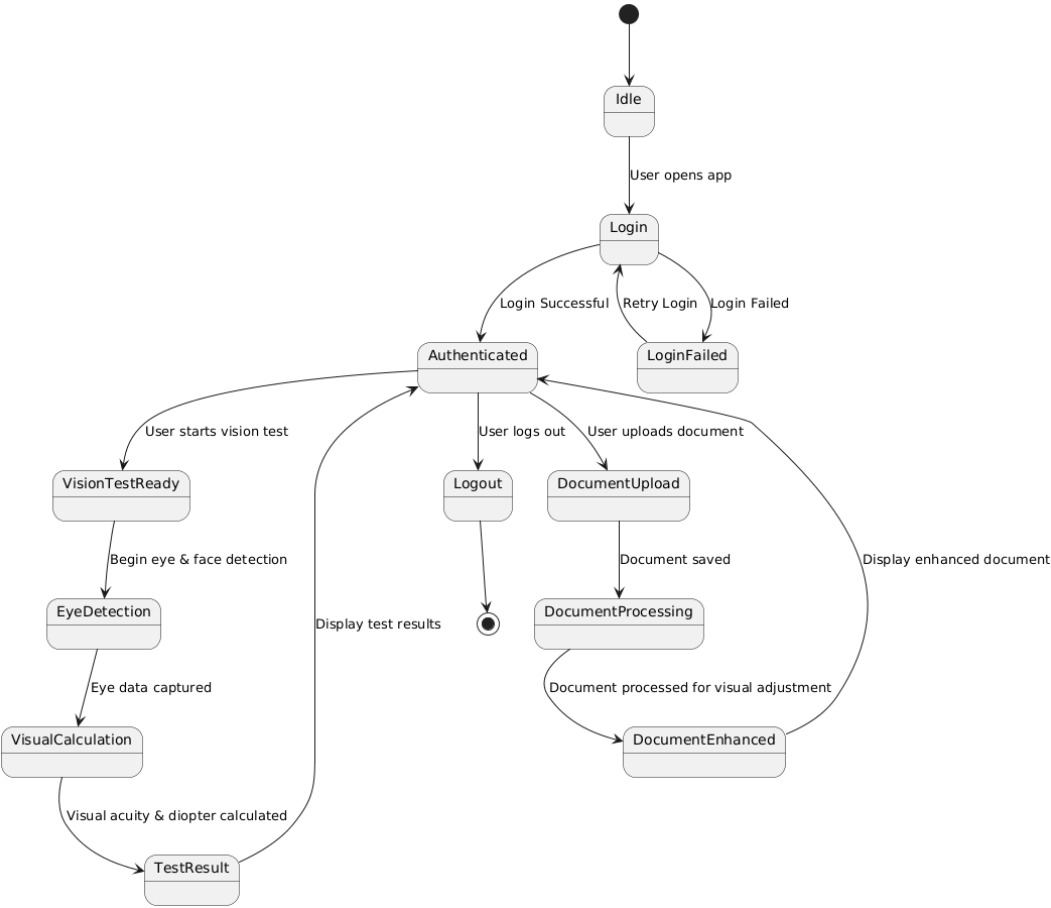 Idle
User opens app
Login
Login Successful
Retry Login
Login Failed
Authenticated
LoginFailed
User starts vision test
User logs out
User uploads document
VisionTestReady
Logout
DocumentUpload
Begin eye & face detection
Document saved
Display enhanced document
EyeDetection
DocumentProcessing
Display test results
Eye data captured
Document processed for visual adjustment
VisualCalculation
DocumentEnhanced
Visual acuity & diopter calculated
TestResult